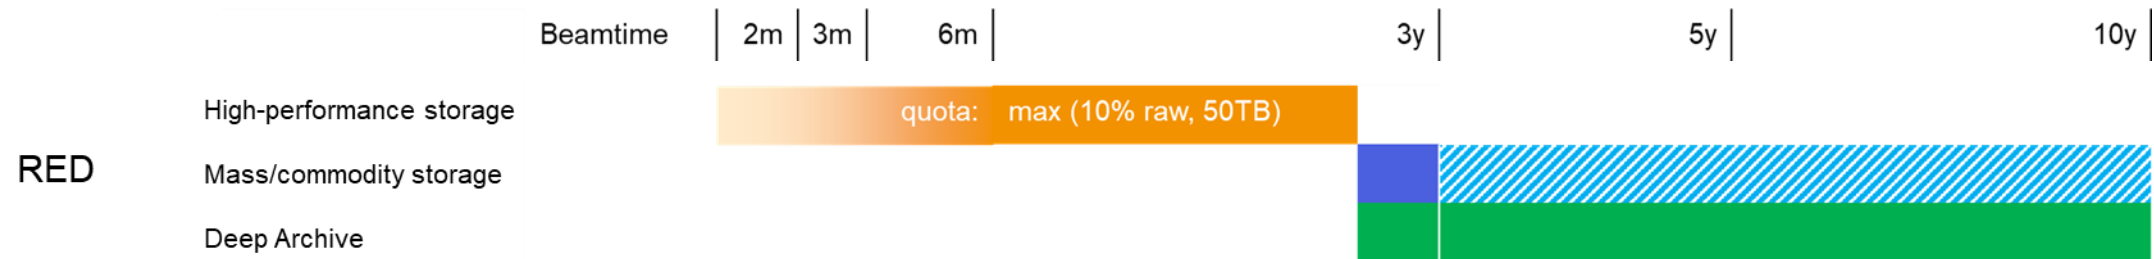 Beamtime 2m 3m 6m 3y 5y 10y
High-performance storage quota: max (10% raw, 50TB)
RED
Mass/commodity storage
Deep Archive